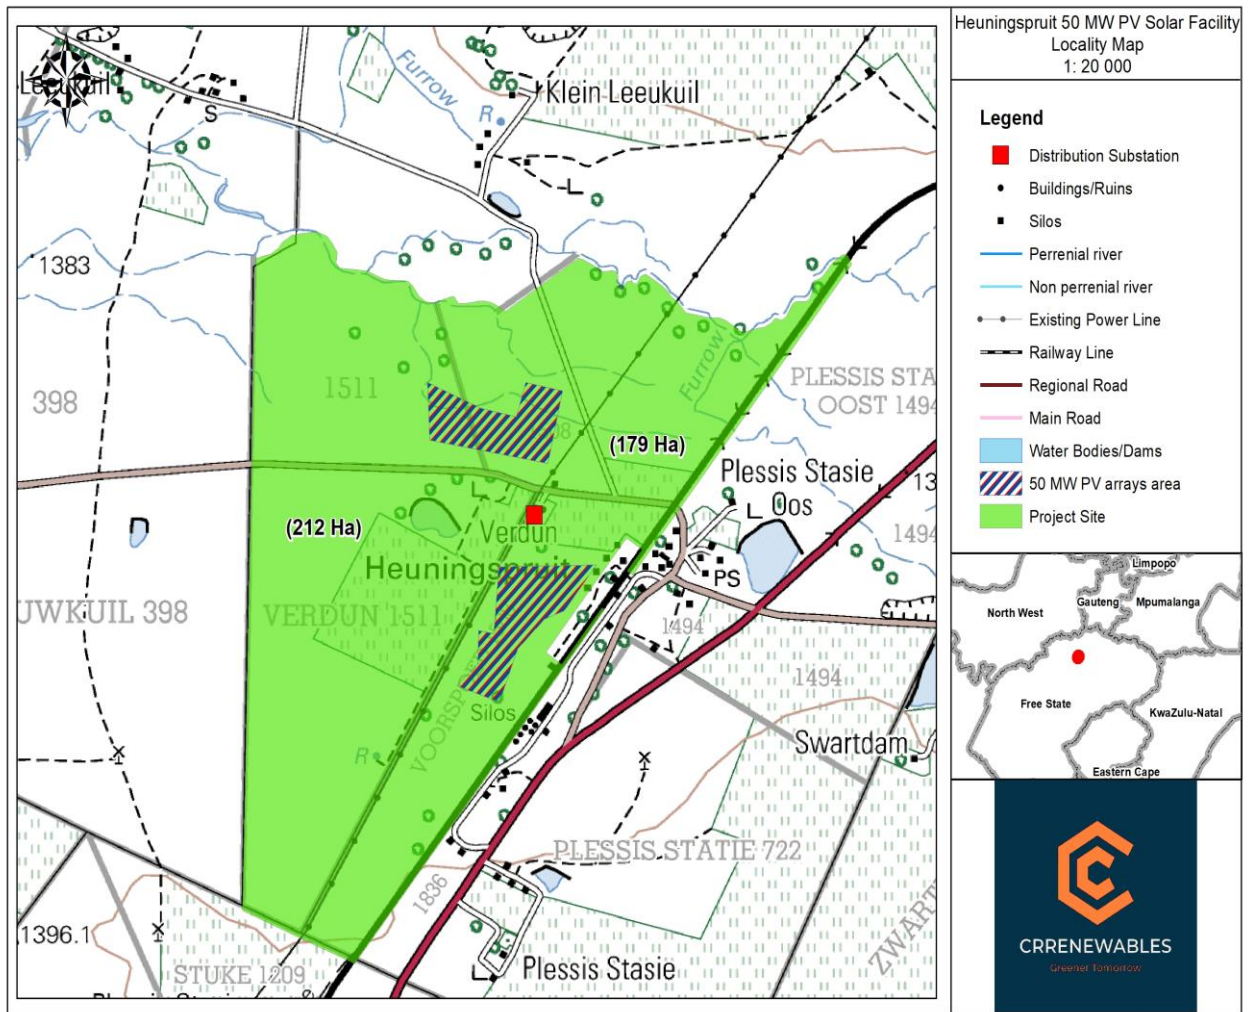 Heuningspruit 50 MW PV Solar Facility
Locality Map
1: 20 000
Legend
Distribution Substation
Buildings/Ruins
Silos
Perrenial river
Non perrenial river
Existing Power Line
Railway Line
Regional Road
Main Road
Water Bodies/Dams
50 MW PV arrays area
Project Site
Limpopo
North West
Gauteng
Mpumalanga
Free State
KwaZulu-Natal
Eastern Cape
CRRENEWABLES
Greener Tomorrow
Furrow
Klein Leeukuil
R
S
L
1383
398
1511
Furrow
PLESSIS STA
OOST 1494
(179 Ha)
Plessis Stasie
Oos
L
13
1494
(212 Ha)
Verdun
Heuningspruit
PS
UWKUIL 398
VERDUN 1511
1494
1494
Silos
R
Swartdam
PLESSIS STATIE 722
1836
1396.1
STUKE 1209
L
Plessis Stasie